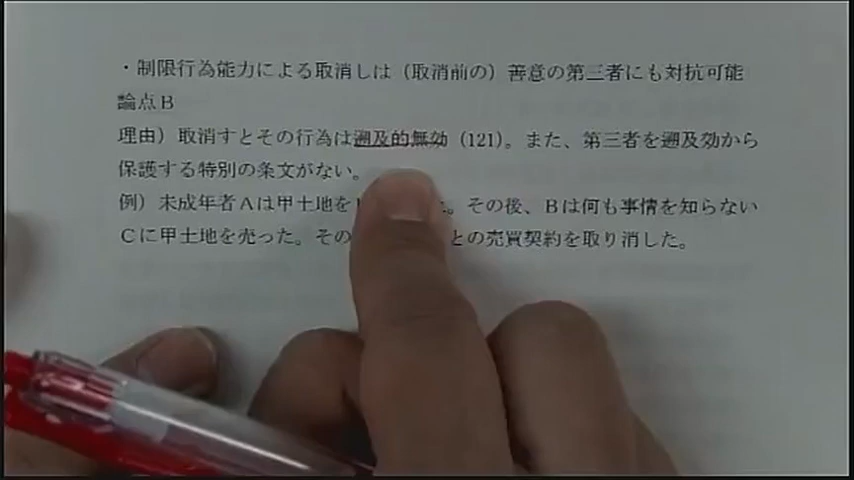 ・制限行為能力による取消しは（取消前の）善意の第三者にも対抗可能
論点Ｂ
理由）取消すとその行為は遡及的無効（121）。また、第三者を遡及効から
保護する特別の条文がない。
例）未成年者Ａは甲土地を 。その後、Ｂは何も事情を知らない
Ｃに甲土地を売った。その との売買契約を取り消した。